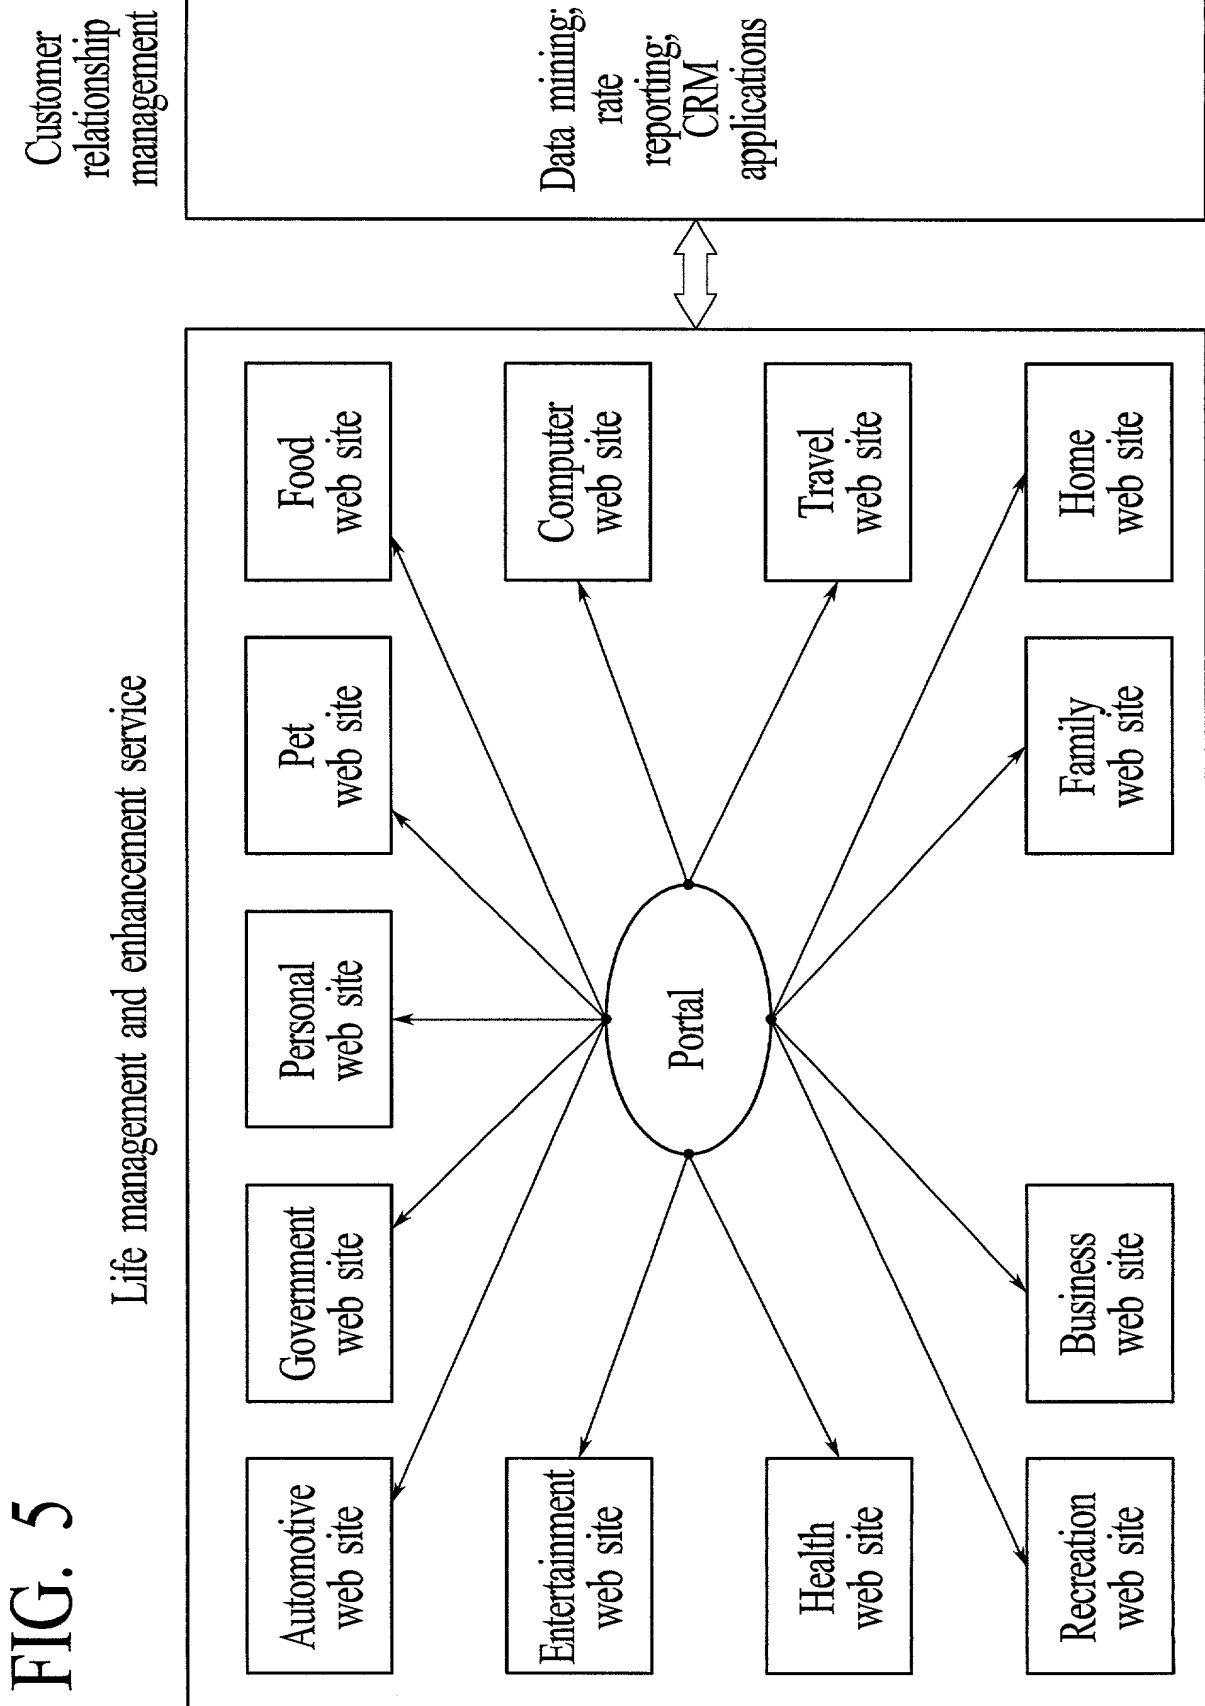 FIG. 5
Life management and enhancement service
Customer
relationship
management
Automotive
web site
Government
web site
Personal
web site
Pet
web site
Food
web site
Entertainment
web site
Computer
web site
Portal
Health
web site
Travel
web site
Recreation
web site
Business
web site
Family
web site
Home
web site
Data mining;
rate
reporting;
CRM
applications